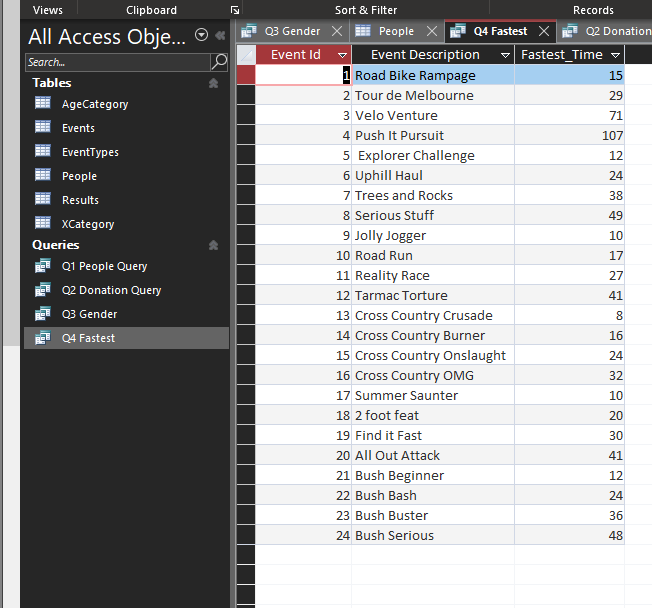 Views Clipboard Sort & Filter Records
All Access Obje...
Search...
Tables
AgeCategory
Events
EventTypes
People
Results
XCategory
Queries
Q1 People Query
Q2 Donation Query
Q3 Gender
Q4 Fastest
Q3 Gender People Q4 Fastest Q2 Donation
Event Id Event Description Fastest_Time
1 Road Bike Rampage 15
2 Tour de Melbourne 29
3 Velo Venture 71
4 Push It Pursuit 107
5 Explorer Challenge 12
6 Uphill Haul 24
7 Trees and Rocks 38
8 Serious Stuff 49
9 Jolly Jogger 10
10 Road Run 17
11 Reality Race 27
12 Tarmac Torture 41
13 Cross Country Crusade 8
14 Cross Country Burner 16
15 Cross Country Onslaught 24
16 Cross Country OMG 32
17 Summer Saunter 10
18 2 foot feat 20
19 Find it Fast 30
20 All Out Attack 41
21 Bush Beginner 12
22 Bush Bash 24
23 Bush Buster 36
24 Bush Serious 48